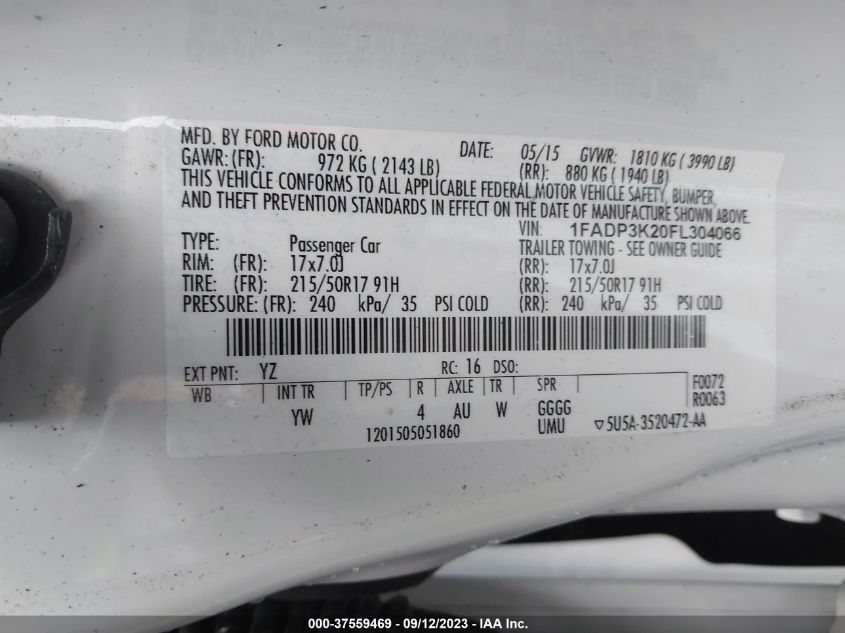 MFD. BY FORD MOTOR CO. DATE: 05/15 GVWR: 1810 KG ( 3990 LB)
GAWR: (FR): 972 KG ( 2143 LB) (RR): 880 KG ( 1940 LB)
THIS VEHICLE CONFORMS TO ALL APPLICABLE FEDERAL MOTOR VEHICLE SAFETY, BUMPER,
AND THEFT PREVENTION STANDARDS IN EFFECT ON THE DATE OF MANUFACTURE SHOWN ABOVE.
VIN: 1FADP3K20FL304066
TYPE: Passenger Car TRAILER TOWING - SEE OWNER GUIDE
RIM: (FR): 17x7.0J (RR): 17x7.0J
TIRE: (FR): 215/50R17 91H (RR): 215/50R17 91H
PRESSURE: (FR): 240 kPa/ 35 PSI COLD (RR): 240 kPa/ 35 PSI COLD
EXT PNT: YZ RC: 16 DSO:
WB INT TR TP/PS R AXLE TR SPR F0072
R0063
YW 4 AU W GGGG
1201505051860 UMU ▽5U5A-3520472-AA
000-37559469 - 09/12/2023 - IAAI.com